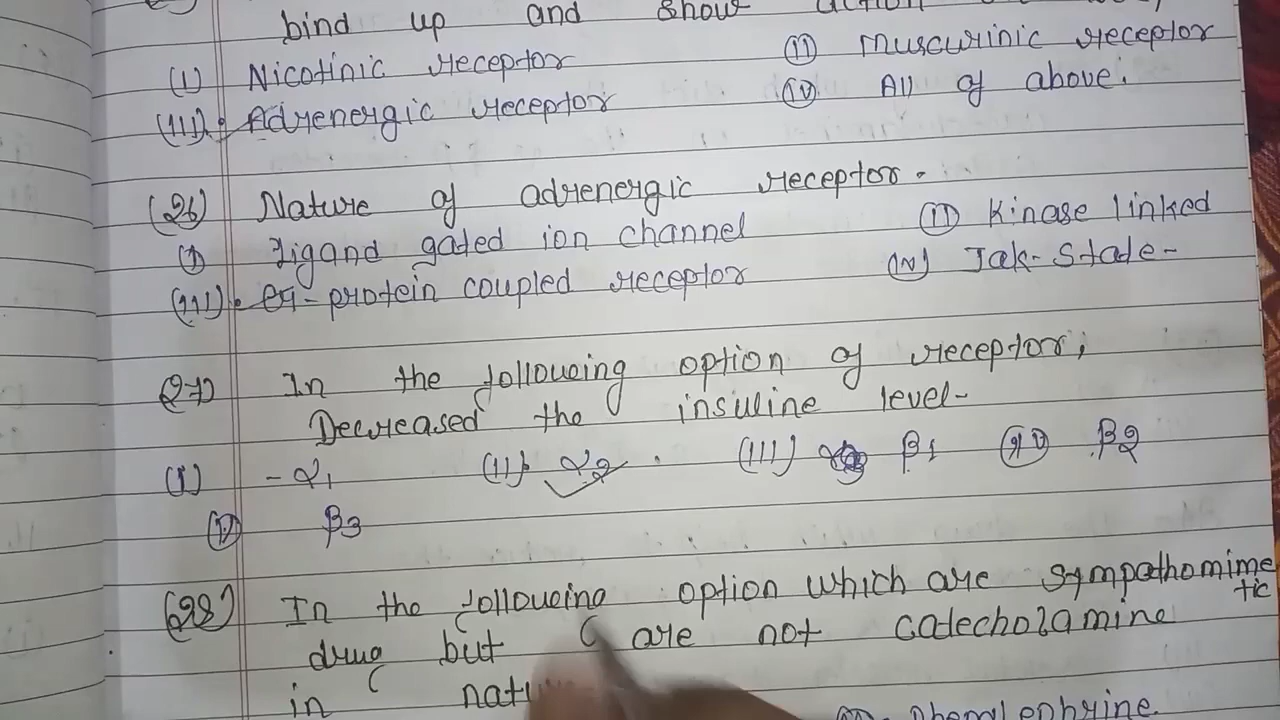 bind up and show action
(I) Nicotinic receptor (II) Muscurinic receptor
(III). Adrenergic receptor (IV) All of above.
(26) Nature of adrenergic receptor.
(I) Ligand gated ion channel (II) Kinase linked
(III). G-protein coupled receptor (IV) Jak-State-
(27) In the following option of receptor,
Decreased the insuline level-
(I) - α1 (II). α2 (III) β1 (IV) β2
(V) β3
(28) In the following option which are sympathomimetic
drug but are not catecholamine
in
Phenylephrine.